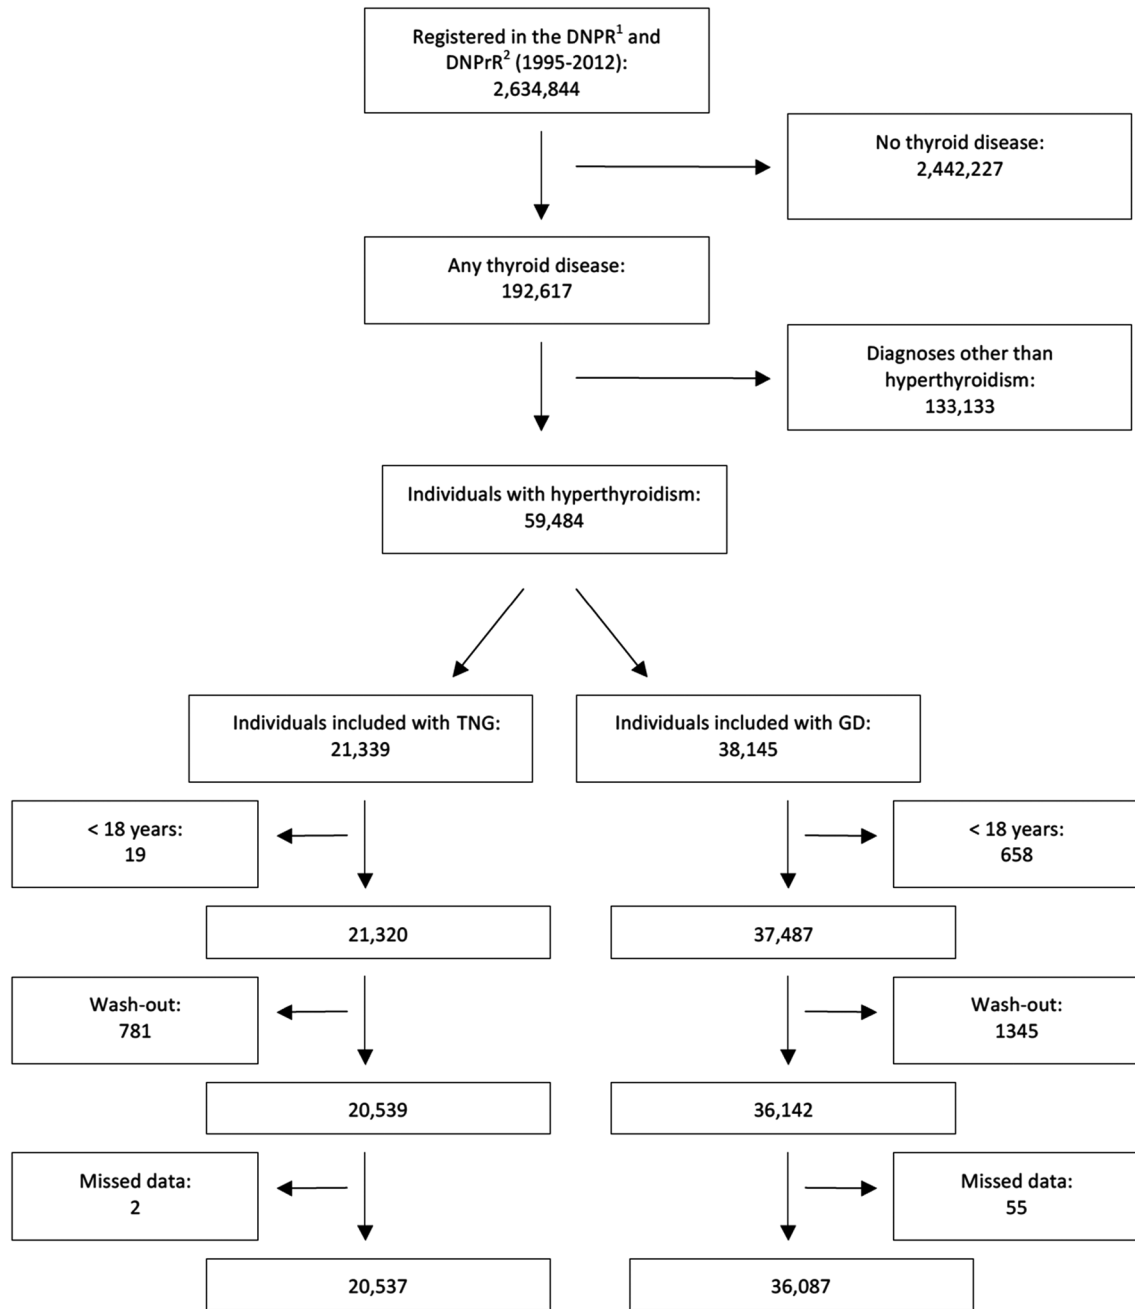 Registered in the DNPR¹ and
DNPrR² (1995-2012):
2,634,844
No thyroid disease:
2,442,227
Any thyroid disease:
192,617
Diagnoses other than
hyperthyroidism:
133,133
Individuals with hyperthyroidism:
59,484
Individuals included with TNG:
21,339
Individuals included with GD:
38,145
< 18 years:
19
< 18 years:
658
21,320
37,487
Wash-out:
781
Wash-out:
1345
20,539
36,142
Missed data:
2
Missed data:
55
20,537
36,087